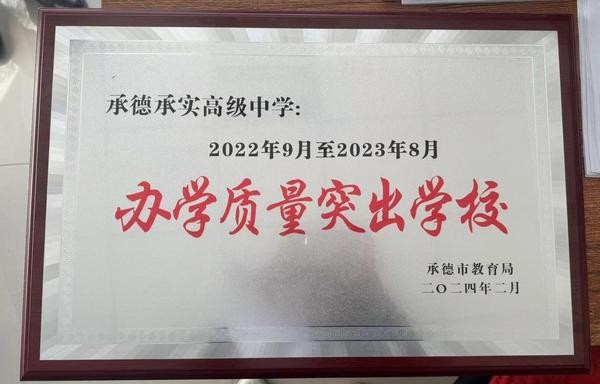 承德承实高级中学:
2022年9月至2023年8月
办学质量突出学校
承德市教育局
二〇二四年二月